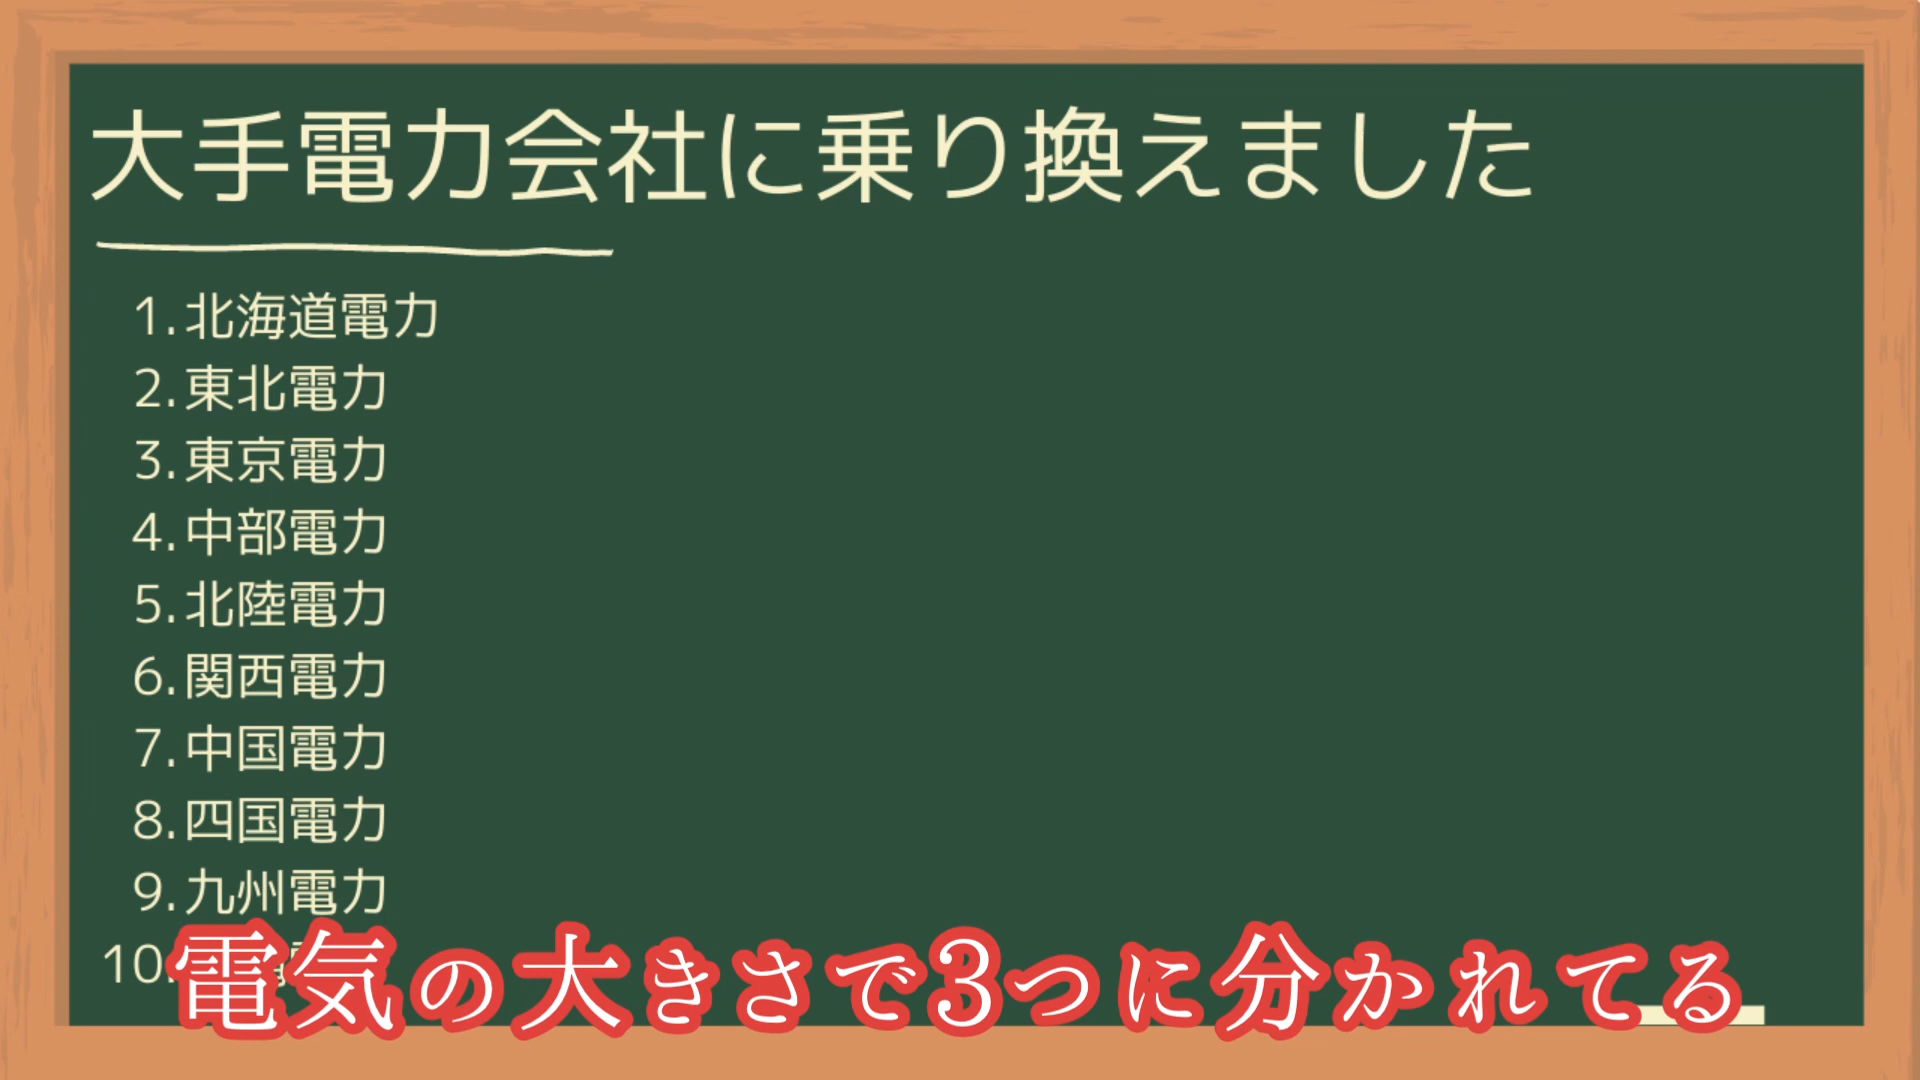 大手電力会社に乗り換えました
1.北海道電力
2.東北電力
3.東京電力
4.中部電力
5.北陸電力
6.関西電力
7.中国電力
8.四国電力
9.九州電力
10.
電気の大きさで3つに分かれてる